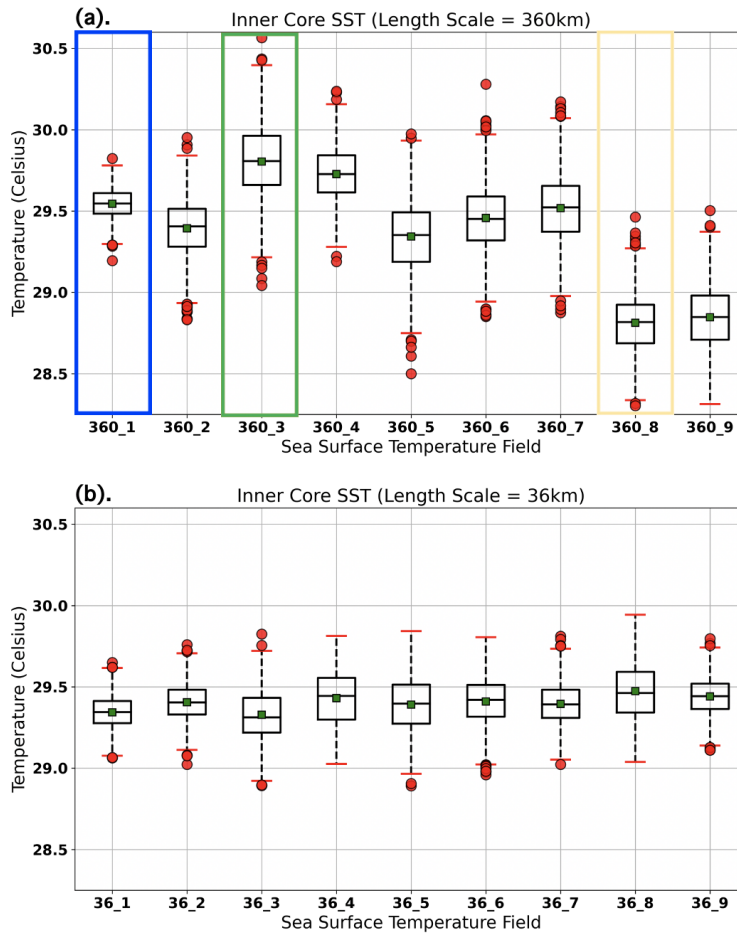 (a).
Inner Core SST (Length Scale = 360km)
30.5
30.0
29.5
29.0
28.5
Temperature (Celsius)
360_1 360_2 360_3 360_4 360_5 360_6 360_7 360_8 360_9
Sea Surface Temperature Field
(b).
Inner Core SST (Length Scale = 36km)
30.5
30.0
29.5
29.0
28.5
Temperature (Celsius)
36_1 36_2 36_3 36_4 36_5 36_6 36_7 36_8 36_9
Sea Surface Temperature Field